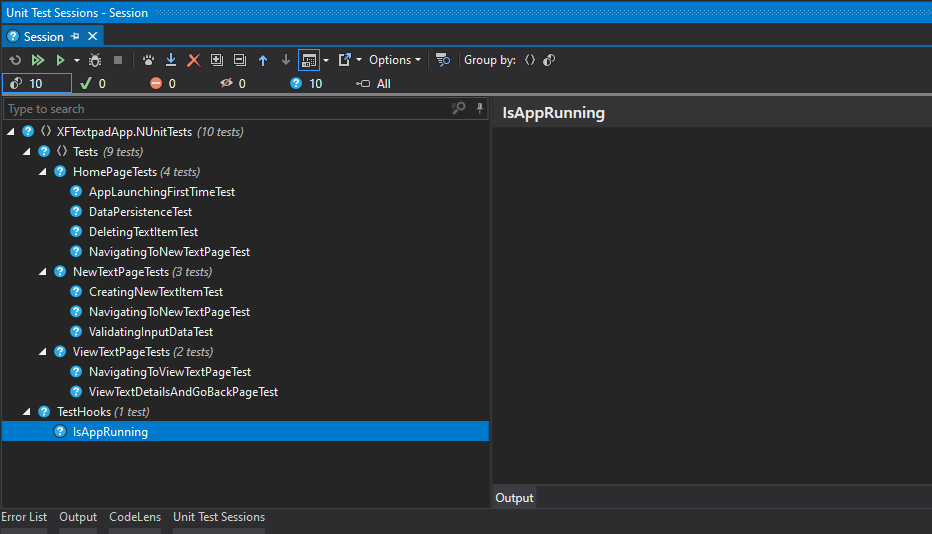 Unit Test Sessions - Session
Session
Options
Group by:
10
0
0
0
10
All
Type to search
XFTextpadApp.NUnitTests (10 tests)
Tests (9 tests)
HomePageTests (4 tests)
AppLaunchingFirstTimeTest
DataPersistenceTest
DeletingTextItemTest
NavigatingToNewTextPageTest
NewTextPageTests (3 tests)
CreatingNewTextItemTest
NavigatingToNewTextPageTest
ValidatingInputDataTest
ViewTextPageTests (2 tests)
NavigatingToViewTextPageTest
ViewTextDetailsAndGoBackPageTest
TestHooks (1 test)
IsAppRunning
IsAppRunning
Output
Error List
Output
CodeLens
Unit Test Sessions